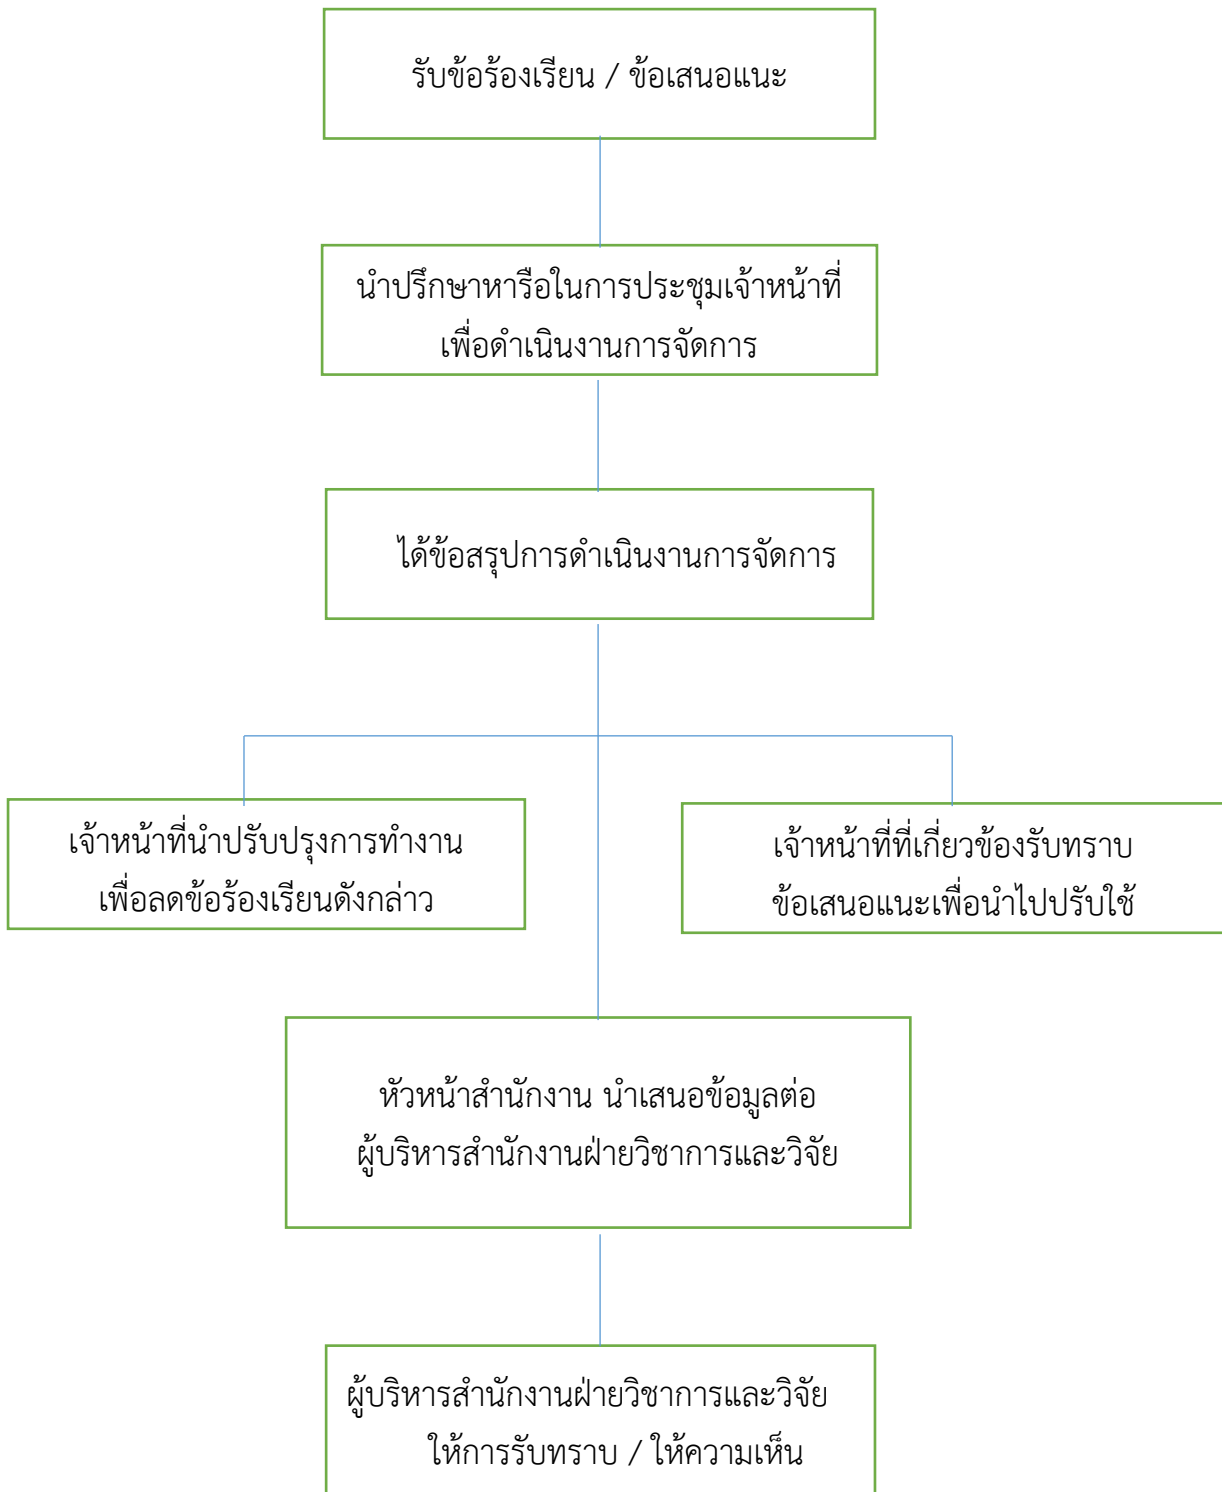 รับข้อร้องเรียน / ข้อเสนอแนะ
นำปรึกษาหารือในการประชุมเจ้าหน้าที่
เพื่อดำเนินงานการจัดการ
ได้ข้อสรุปการดำเนินงานการจัดการ
เจ้าหน้าที่นำปรับปรุงการทำงาน
เพื่อลดข้อร้องเรียนดังกล่าว
เจ้าหน้าที่ที่เกี่ยวข้องรับทราบ
ข้อเสนอแนะเพื่อนำไปปรับใช้
หัวหน้าสำนักงาน นำเสนอข้อมูลต่อ
ผู้บริหารสำนักงานฝ่ายวิชาการและวิจัย
ผู้บริหารสำนักงานฝ่ายวิชาการและวิจัย
ให้การรับทราบ / ให้ความเห็น